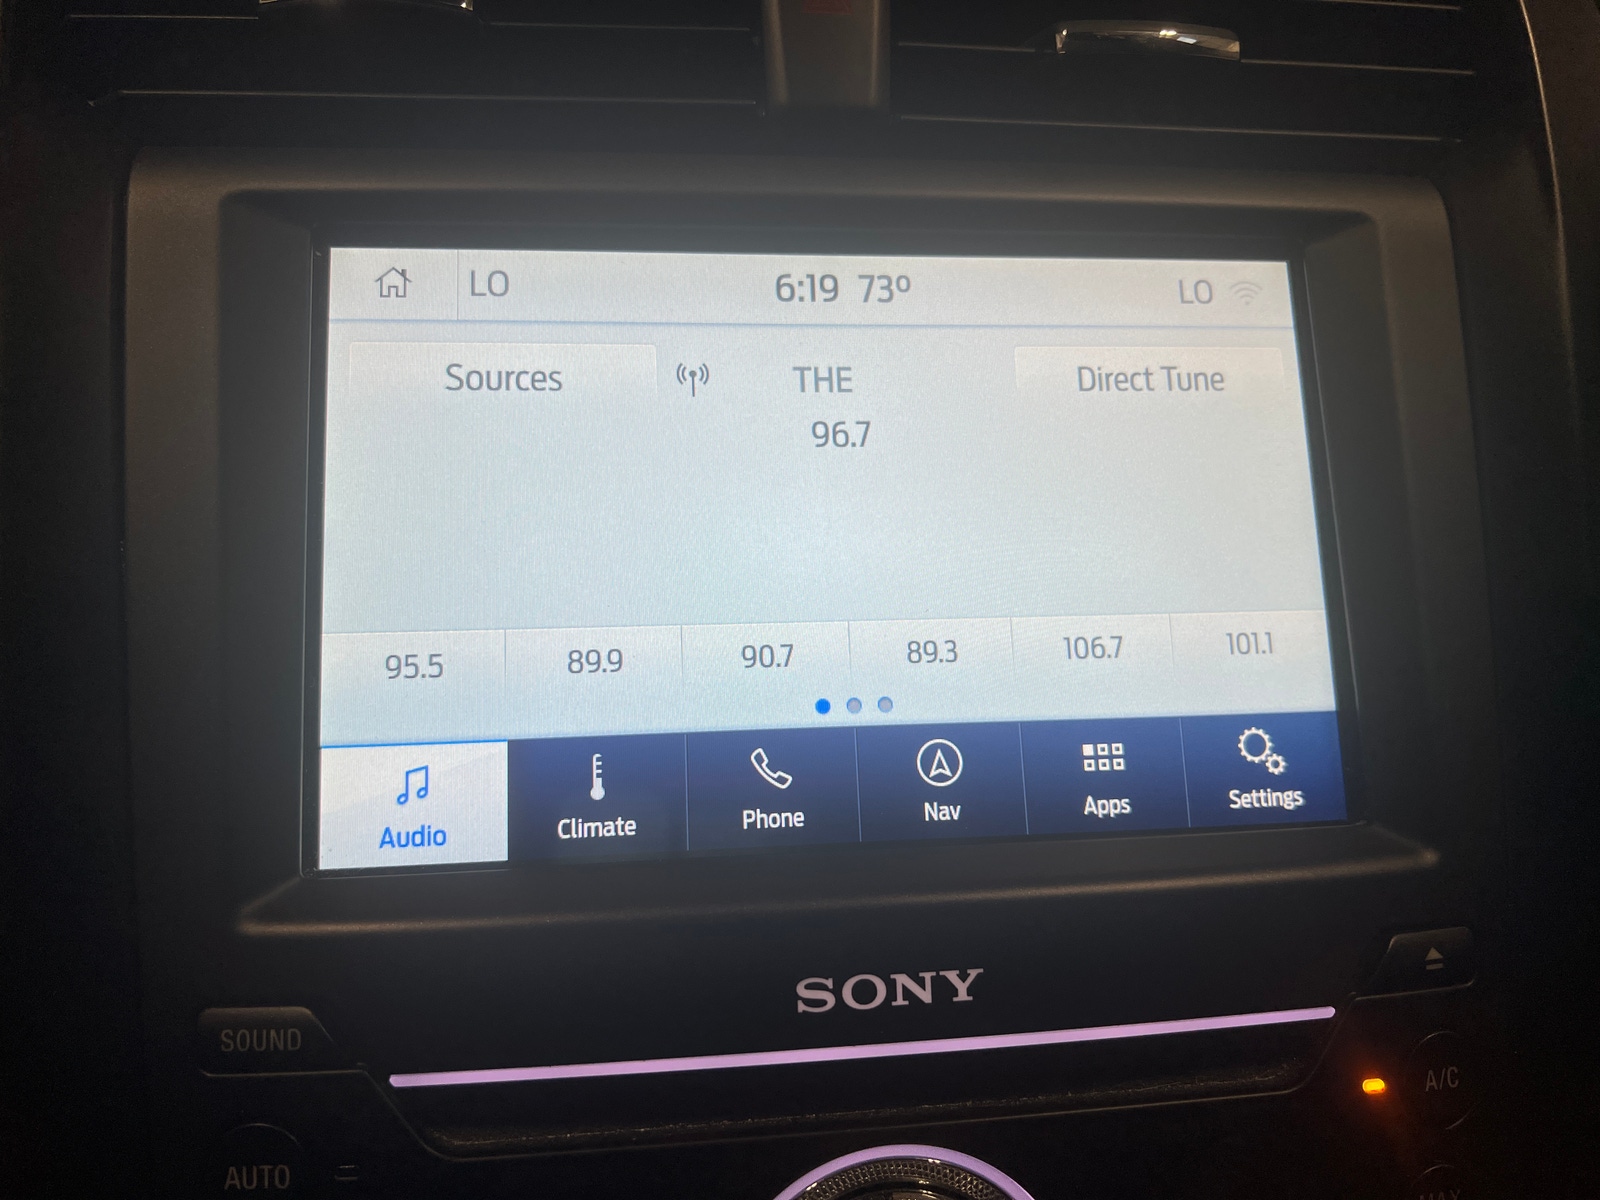 LO 6:19 73º LO
Sources THE Direct Tune
96.7
95.5 89.9 90.7 89.3 106.7 101.1
Audio Climate Phone Nav Apps Settings
SONY
SOUND
A/C
AUTO